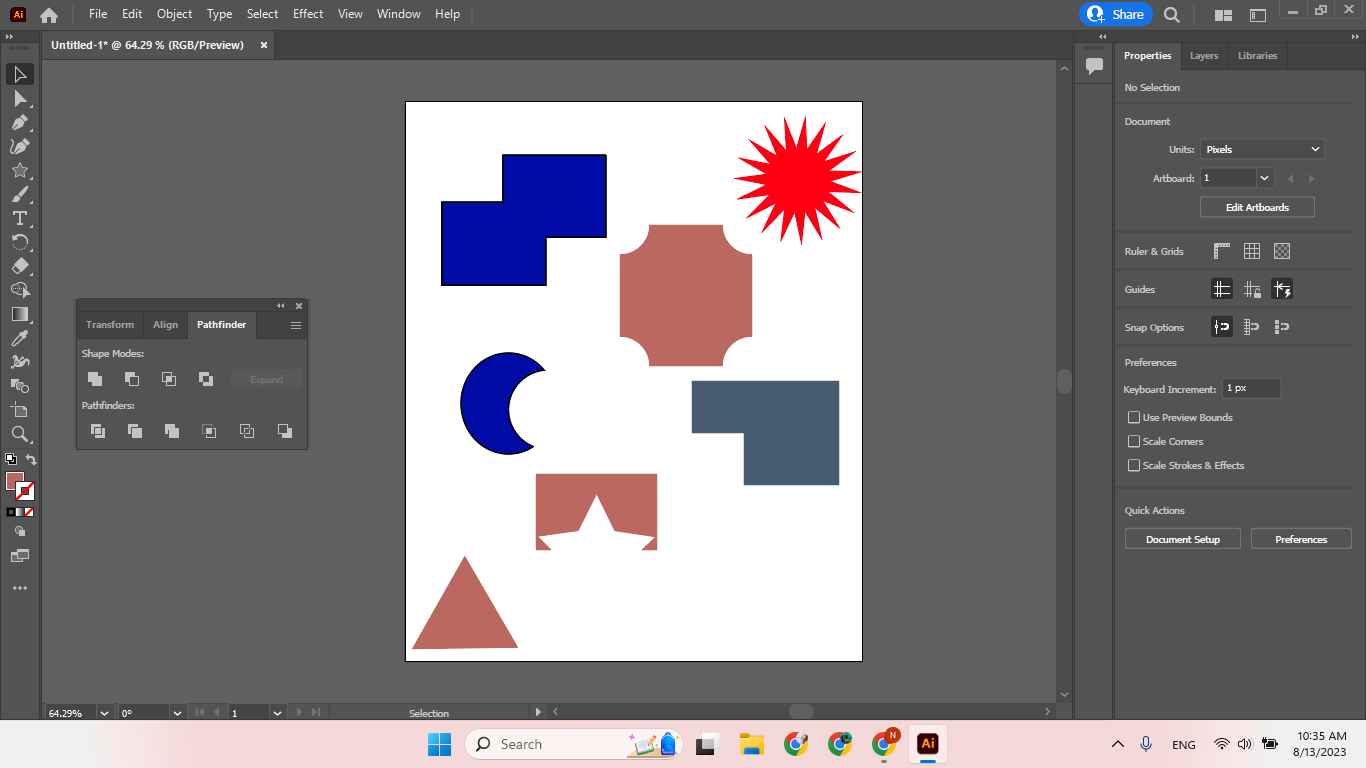 Ai File Edit Object Type Select Effect View Window Help Share
Untitled-1* @ 64.29 % (RGB/Preview) ×
Properties Layers Libraries
No Selection
Document
Units: Pixels
Artboard: 1
Edit Artboards
Ruler & Grids
Guides
Snap Options
Preferences
Keyboard Increment: 1 px
Use Preview Bounds
Scale Corners
Scale Strokes & Effects
Quick Actions
Document Setup Preferences
Transform Align Pathfinder
Shape Modes:
Expand
Pathfinders:
64.29% 0° 1 Selection
Search
N
Ai
ENG
10:35 AM
8/13/2023